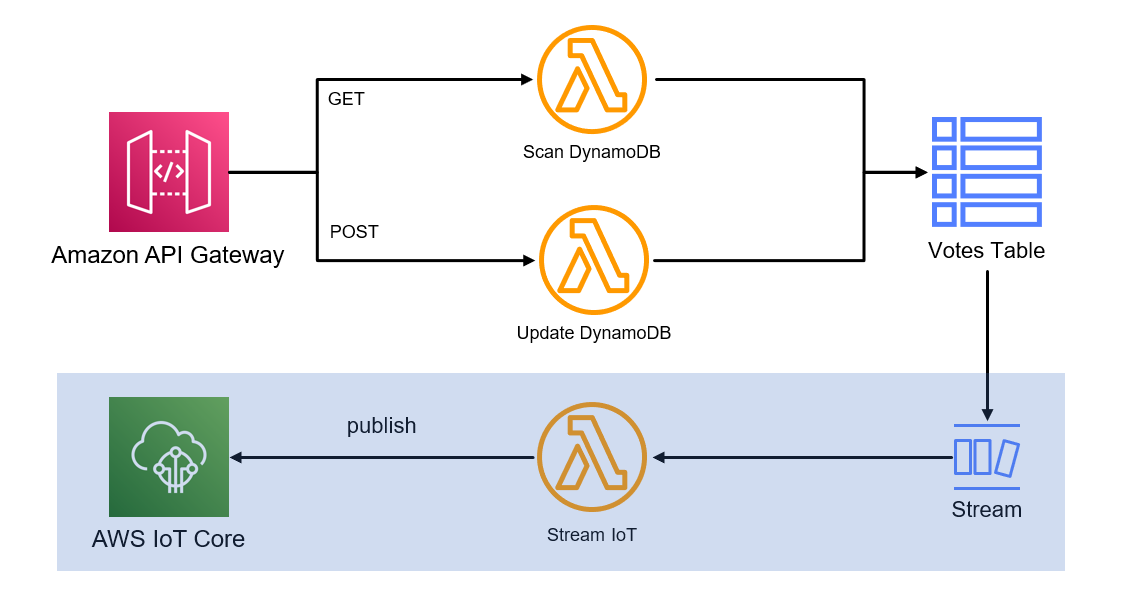 GET
Scan DynamoDB
Amazon API Gateway
POST
Votes Table
Update DynamoDB
publish
AWS IoT Core
Stream IoT
Stream